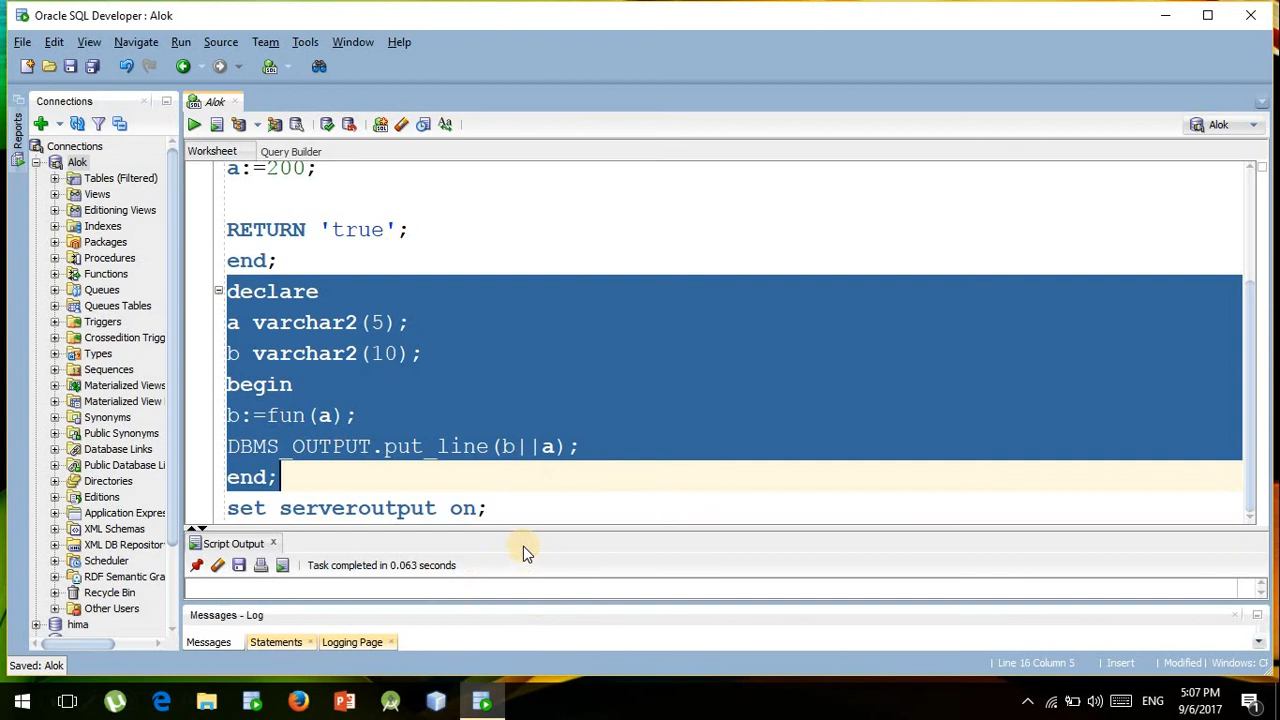 Oracle SQL Developer : Alok
File Edit View Navigate Run Source Team Tools Window Help
Reports
Connections
Connections
Alok
Tables (Filtered)
Views
Editioning Views
Indexes
Packages
Procedures
Functions
Queues
Queues Tables
Triggers
Crossedition Trigg
Types
Sequences
Materialized Views
Materialized View
Synonyms
Public Synonyms
Database Links
Public Database Li
Directories
Editions
Application Expres
XML Schemas
XML DB Repositor
Scheduler
RDF Semantic Gra
Recycle Bin
Other Users
hima
Alok
Alok
Worksheet Query Builder
a:=200;
RETURN 'true';
end;
declare
a varchar2(5);
b varchar2(10);
begin
b:=fun(a);
DBMS_OUTPUT.put_line(b||a);
end;
set serveroutput on;
Script Output
Task completed in 0.063 seconds
Messages - Log
Messages Statements Logging Page
Saved: Alok
Line 16 Column 5 Insert Modified Windows: CF
ENG
5:07 PM
9/6/2017